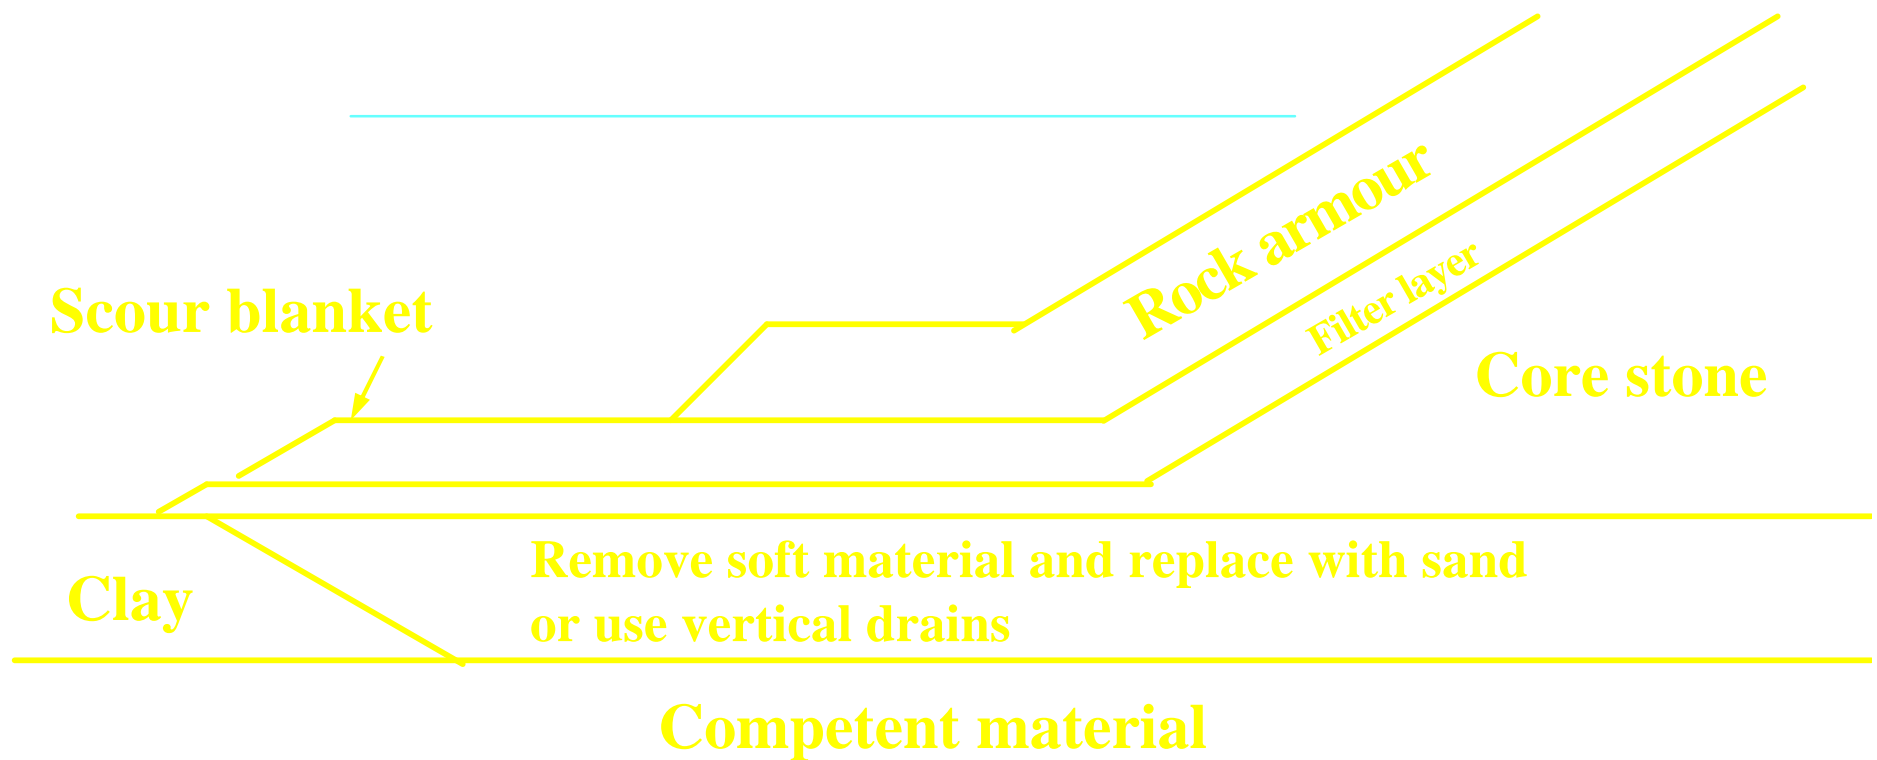 Rock armour
Filter layer
Scour blanket
Core stone
Remove soft material and replace with sand
or use vertical drains
Clay
Competent material